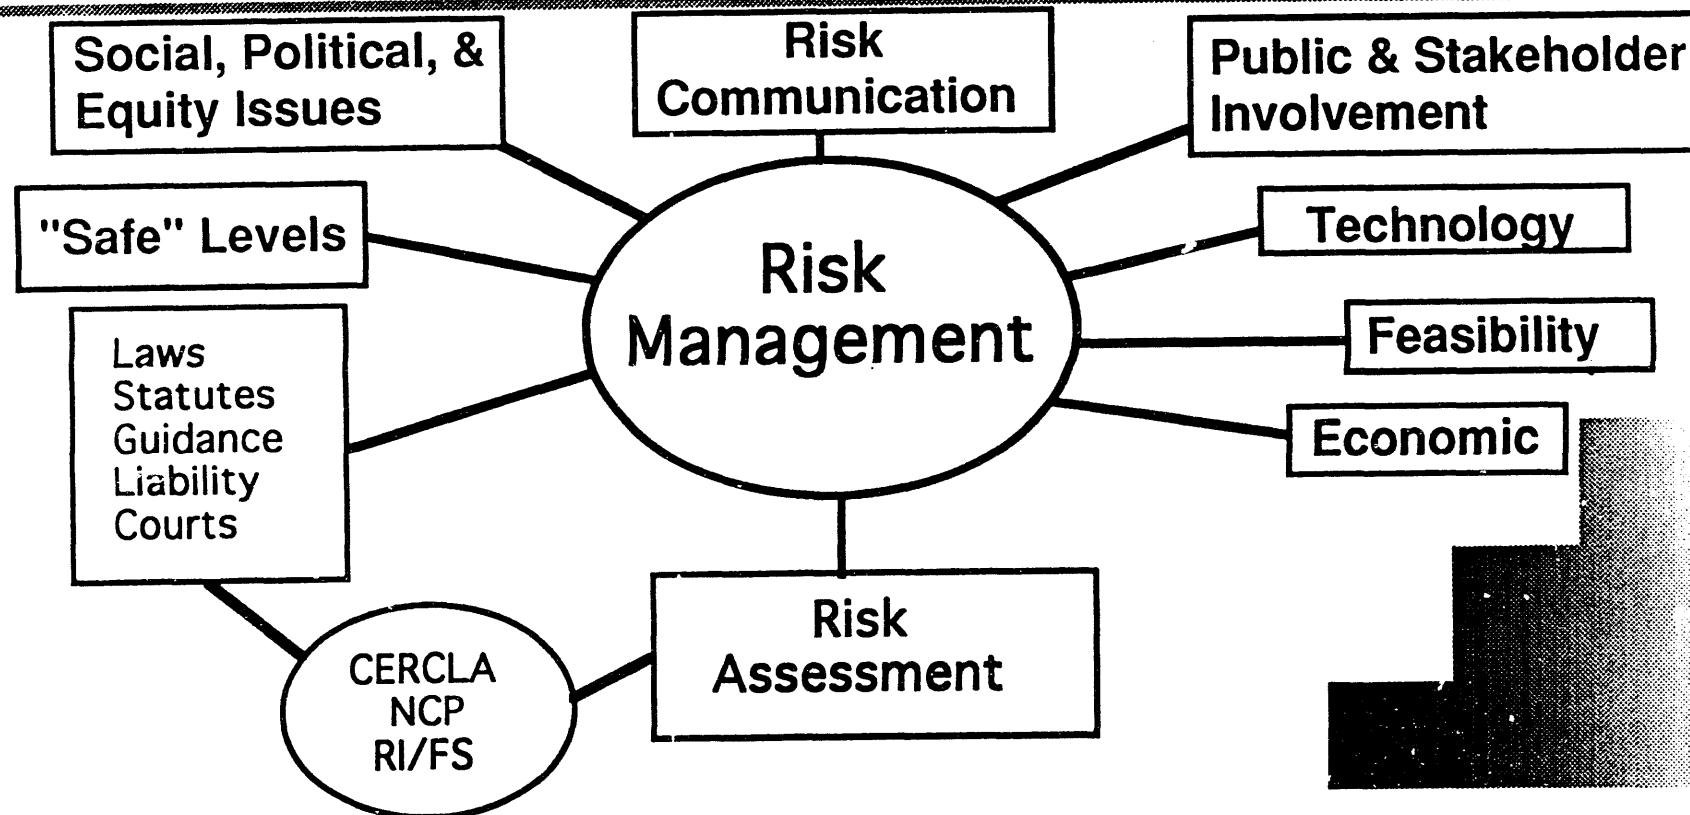 Social, Political, &
Equity Issues
Risk
Communication
Public & Stakeholder
Involvement
"Safe" Levels
Technology
Risk
Management
Feasibility
Laws
Statutes
Guidance
Liability
Courts
Economic
Risk
Assessment
CERCLA
NCP
RI/FS